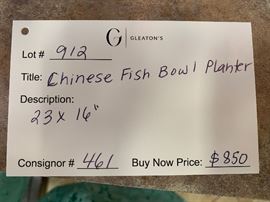 G | GLEATON'S
Lot # 912
Title: Chinese Fish Bowl Planter
Description:
23 x 16"
Consignor # 461 Buy Now Price: $850